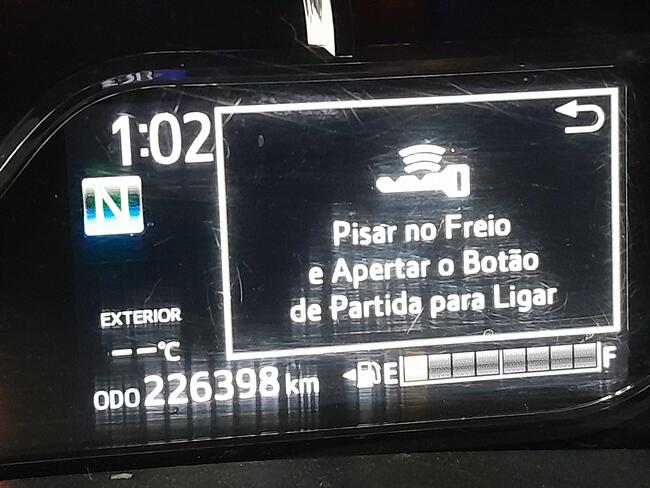 1:02
N
Pisar no Freio
e Apertar o Botão
de Partida para Ligar
EXTERIOR
--°C
ODO 226398 km
E F